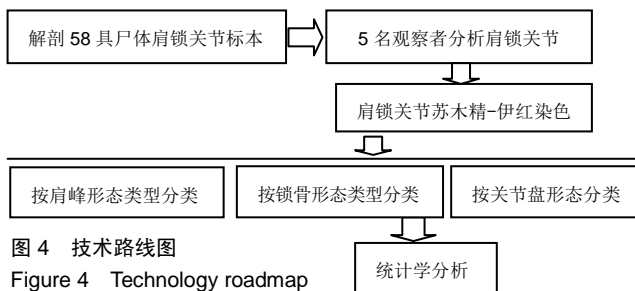 解剖 58 具尸体肩锁关节标本
5 名观察者分析肩锁关节
肩锁关节苏木精-伊红染色
按肩峰形态类型分类
按锁骨形态类型分类
按关节盘形态分类
统计学分析
图 4 技术路线图
Figure 4 Technology roadmap